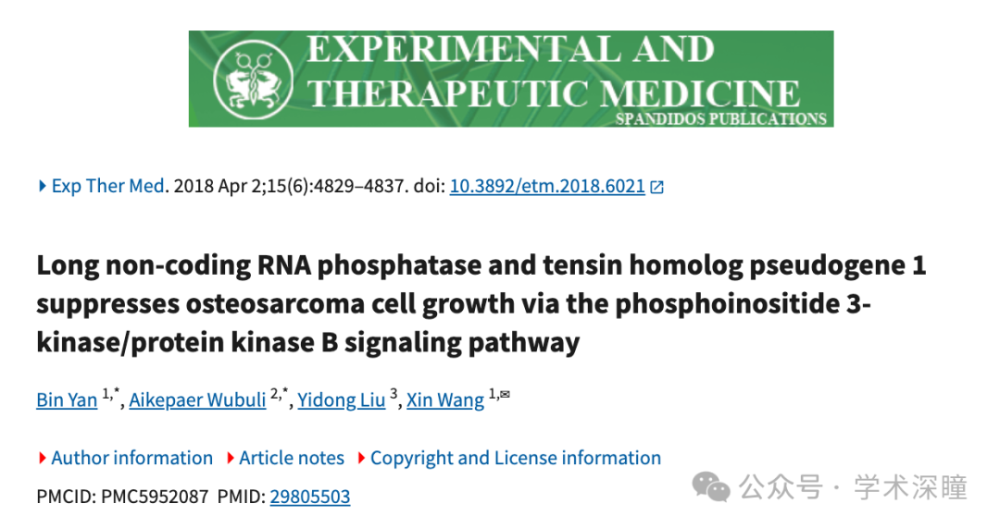 EXPERIMENTAL AND
THERAPEUTIC MEDICINE
SPANDIDOS PUBLICATIONS
Exp Ther Med. 2018 Apr 2;15(6):4829–4837. doi: 10.3892/etm.2018.6021
Long non-coding RNA phosphatase and tensin homolog pseudogene 1
suppresses osteosarcoma cell growth via the phosphoinositide 3-
kinase/protein kinase B signaling pathway
Bin Yan 1,*, Aikepaer Wubuli 2,*, Yidong Liu 3, Xin Wang 1,✉
Author information Article notes Copyright and License information
PMCID: PMC5952087 PMID: 29805503
公众号 · 学术深瞳